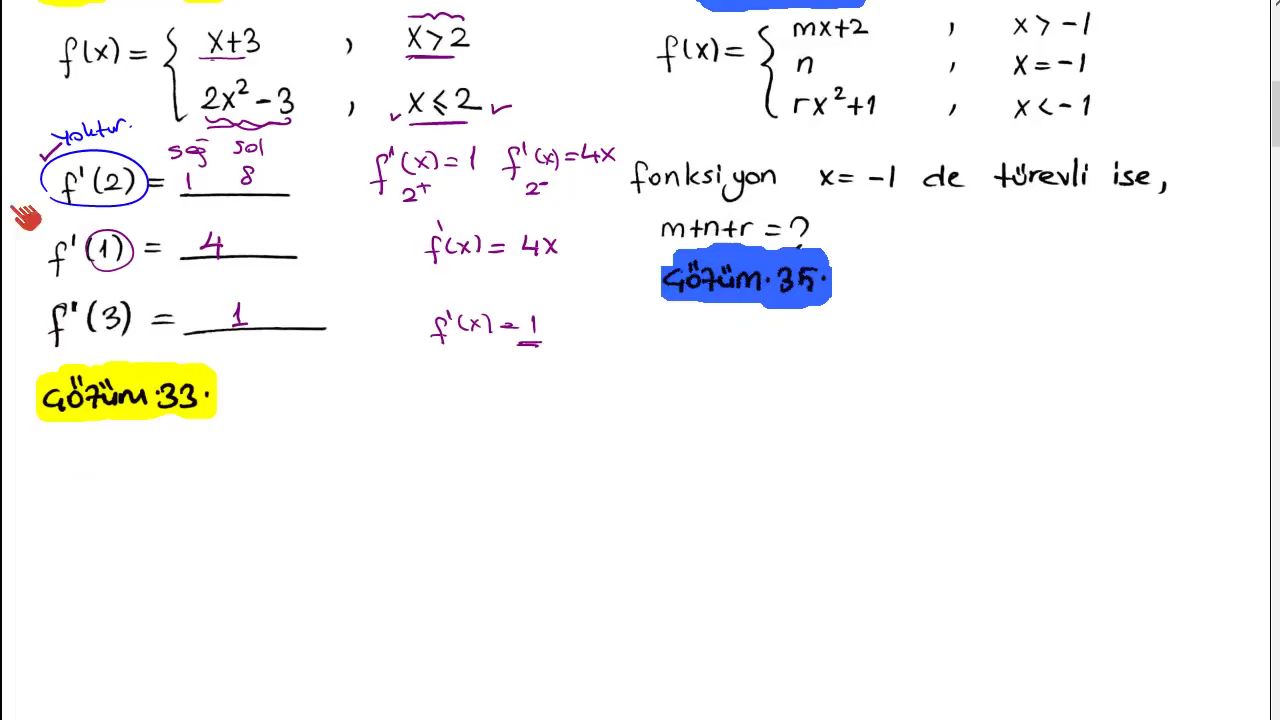 f(x) = { x+3 , x > 2
2x² - 3 , x ≤ 2
yoktur.
sağ sol
f'(2) = 1 8
f'(x) = 1 f'(x) = 4x
2⁺ 2⁻
f'(1) = 4 f'(x) = 4x
f'(3) = 1 f'(x) = 1
Çözüm·33·
f(x) = { mx+2 , x > -1
n , x = -1
rx²+1 , x < -1
fonksiyon x = -1 de türevli ise,
m+n+r = ?
Çözüm·35·